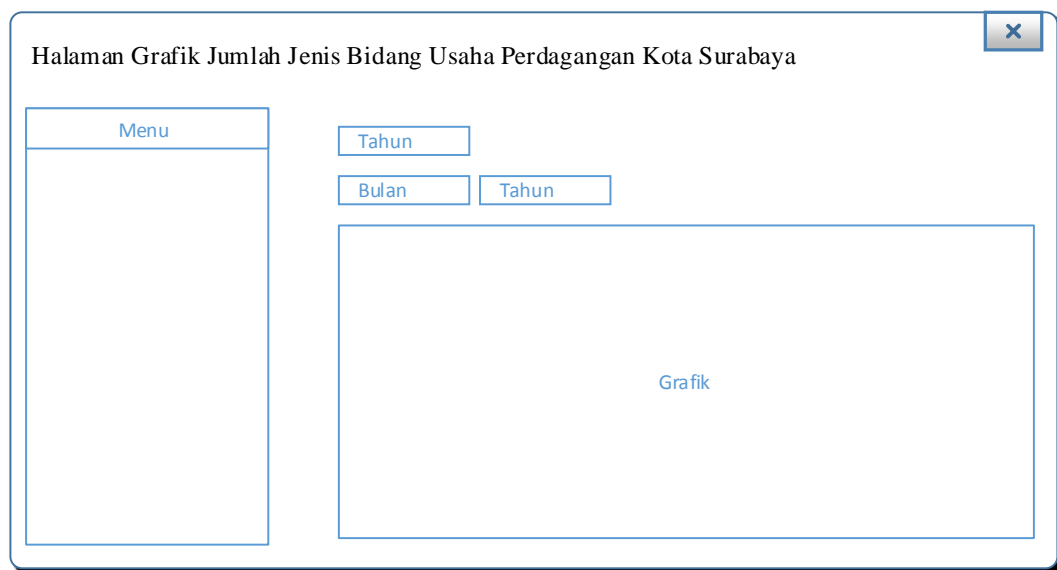 Halaman Grafik Jumlah Jenis Bidang Usaha Perdagangan Kota Surabaya
Menu
Tahun
Bulan Tahun
Grafik